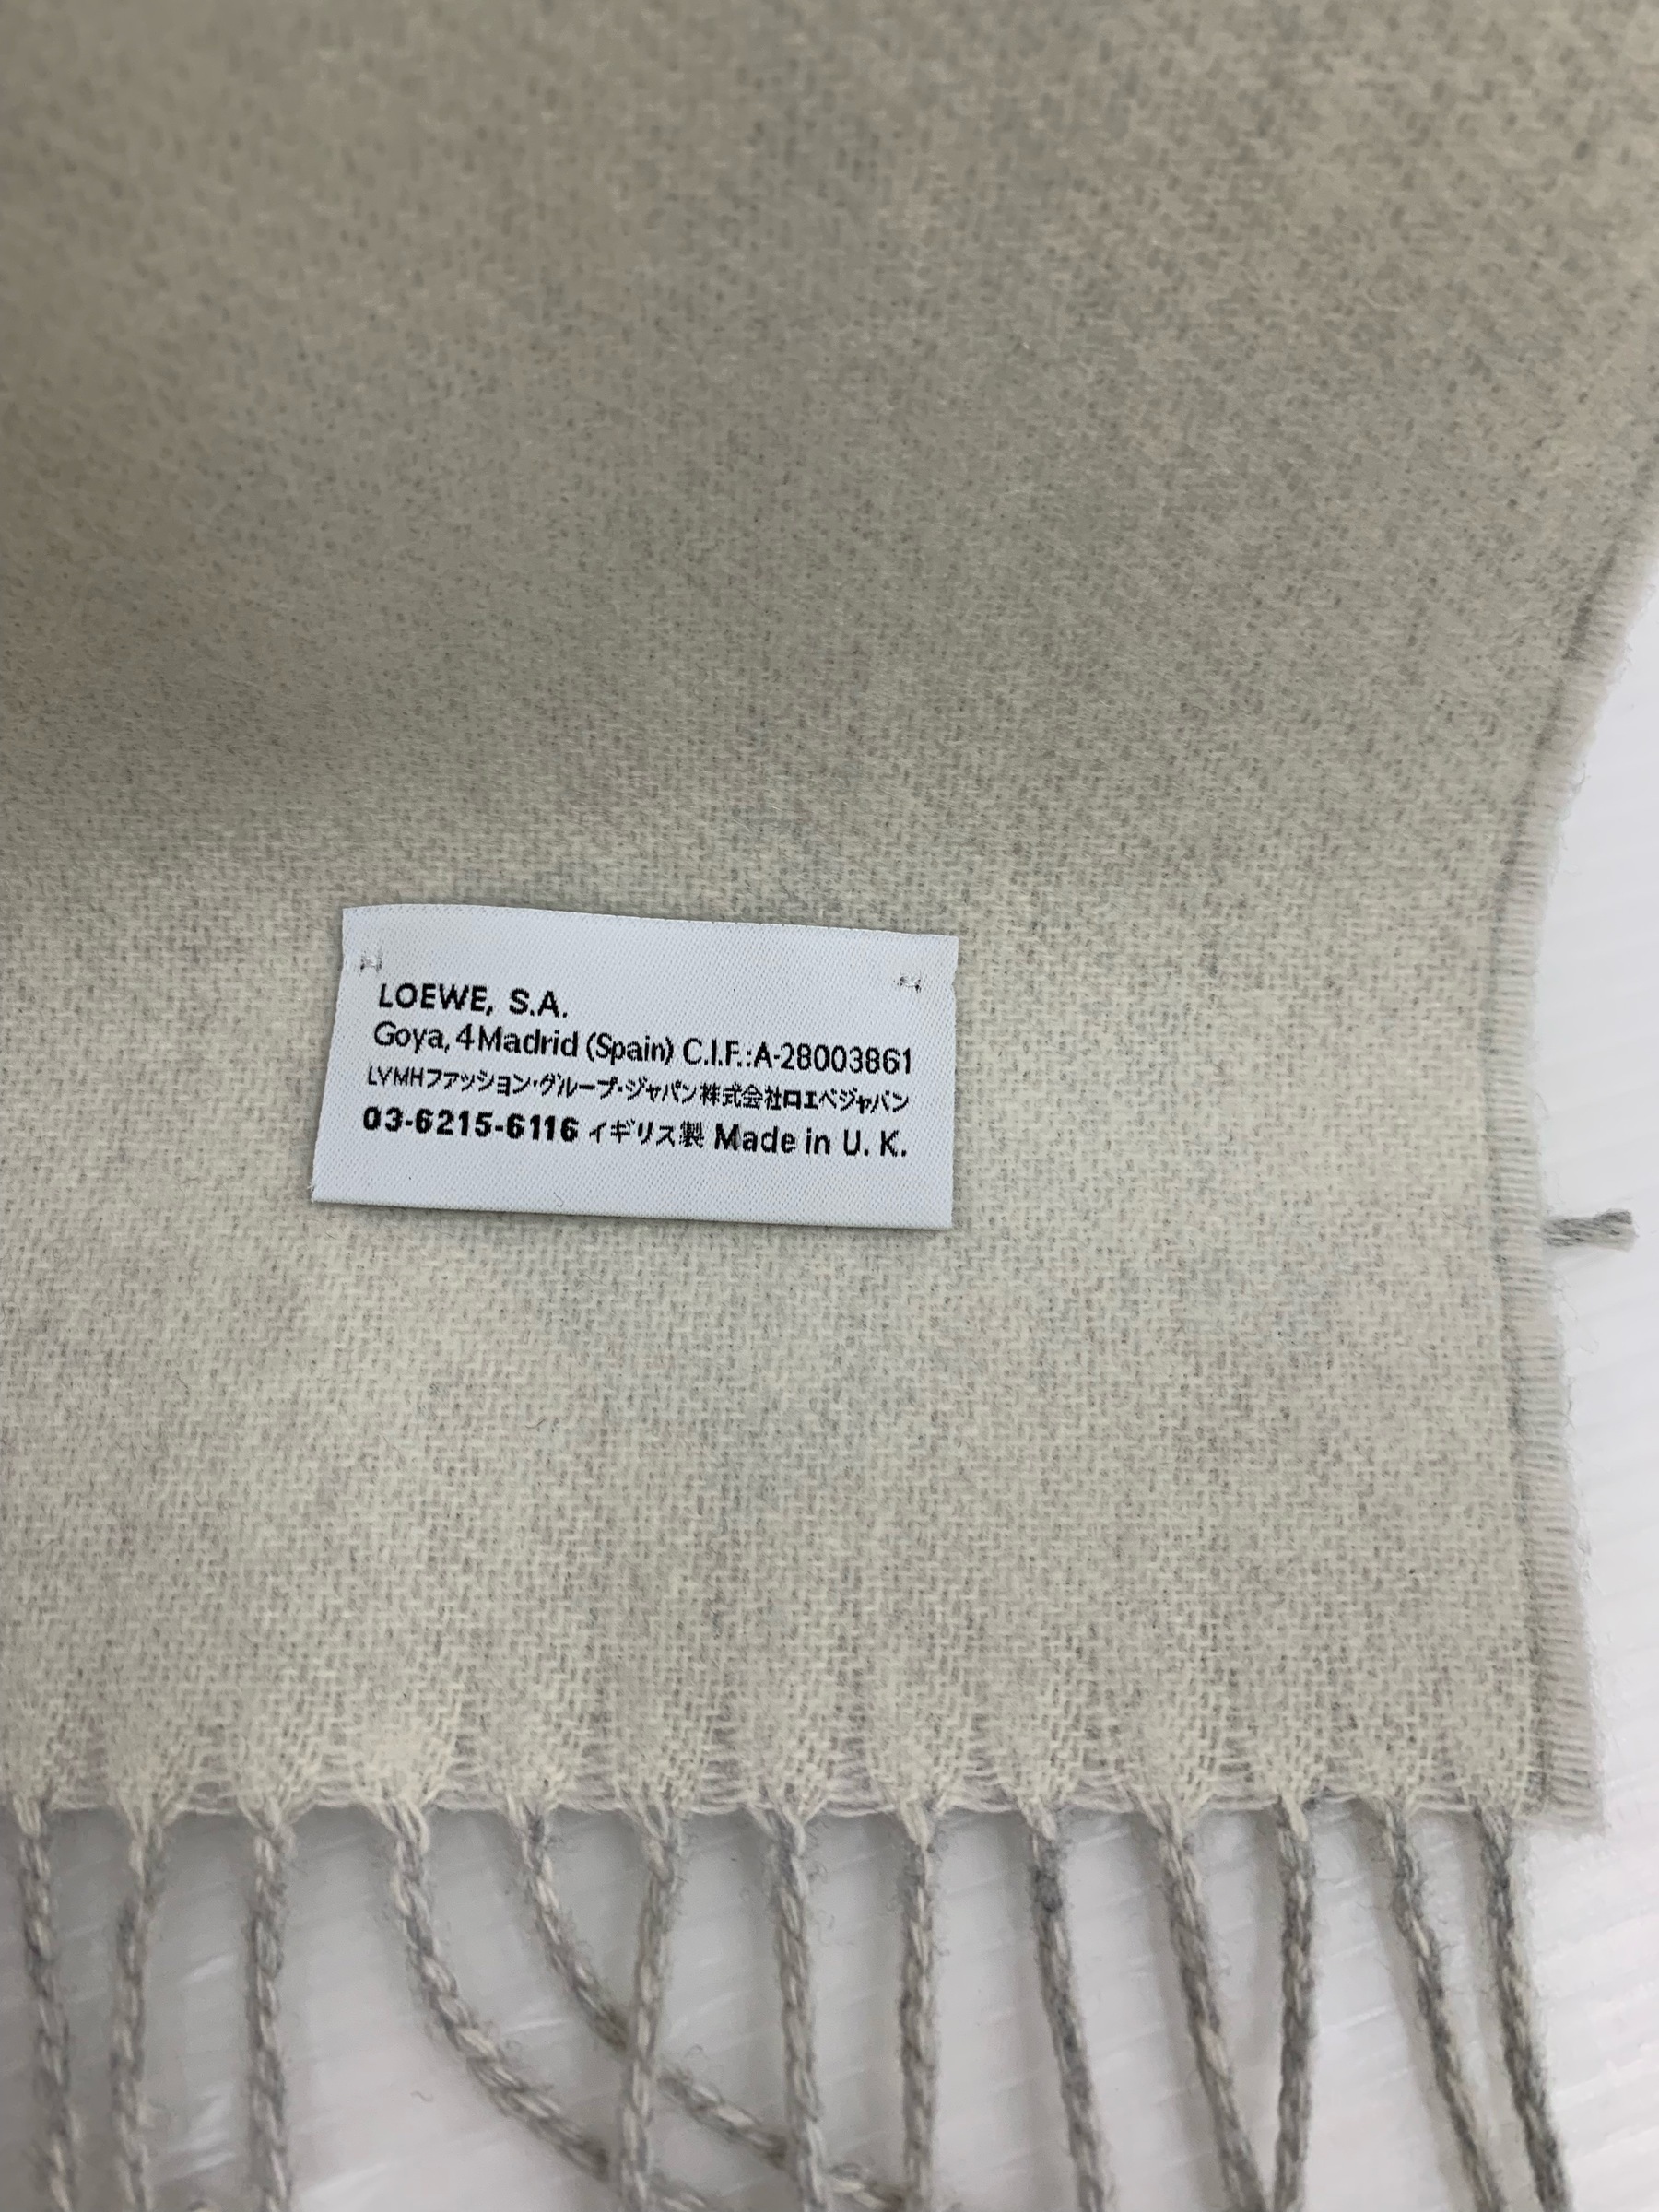 LOEWE, S.A.
Goya, 4 Madrid (Spain) C.I.F.:A-28003861
LVMHファッション・グループ・ジャパン株式会社ロエベジャパン
03-6215-6116 イギリス製 Made in U. K.